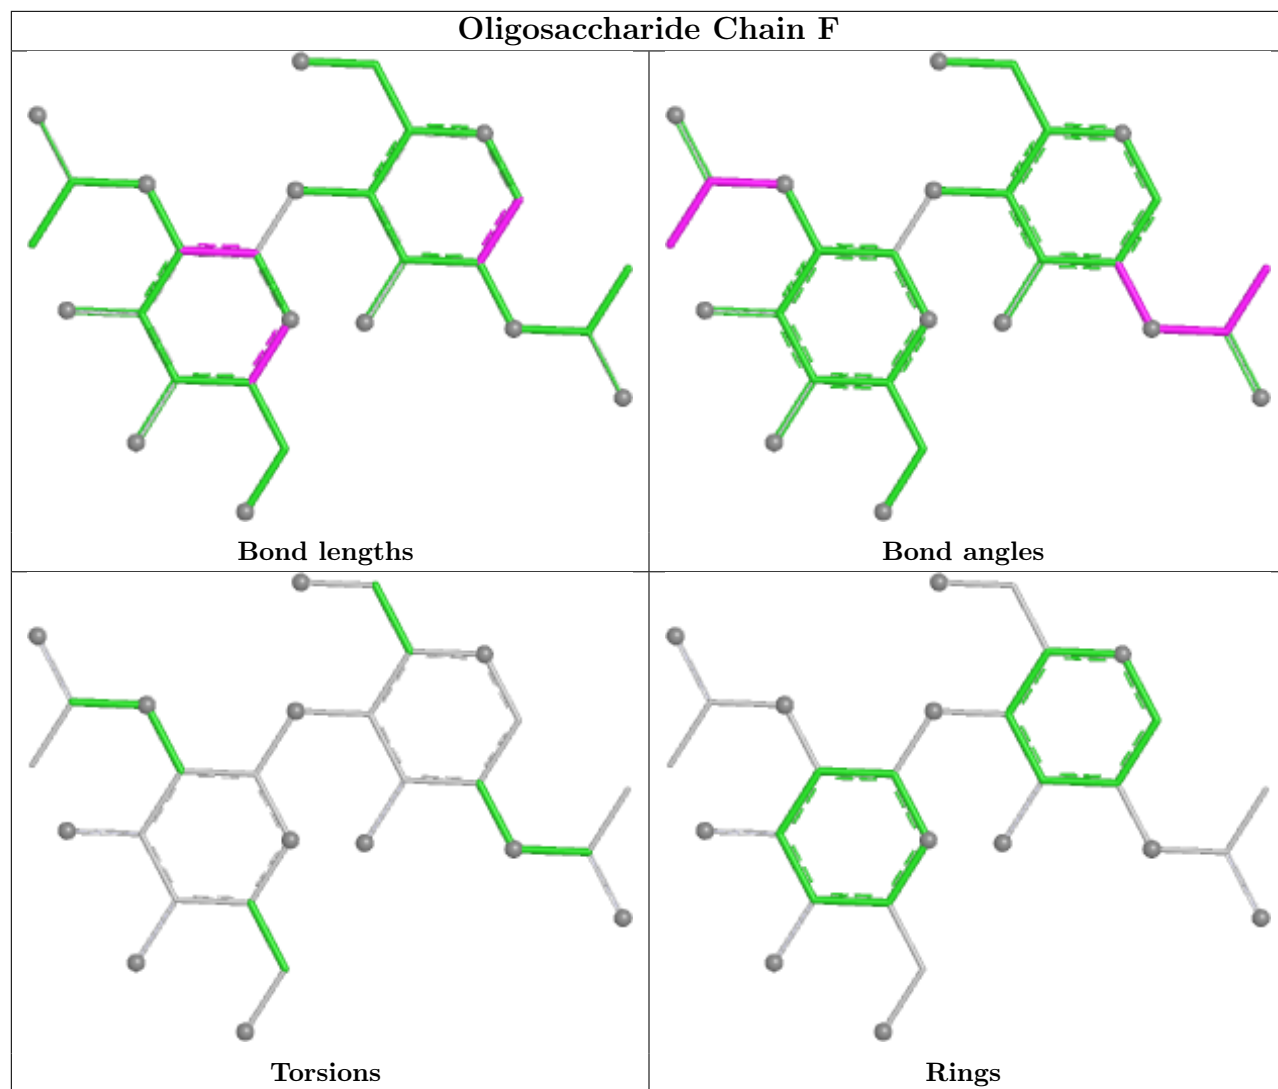 Oligosaccharide Chain F
Bond lengths
Bond angles
Torsions
Rings